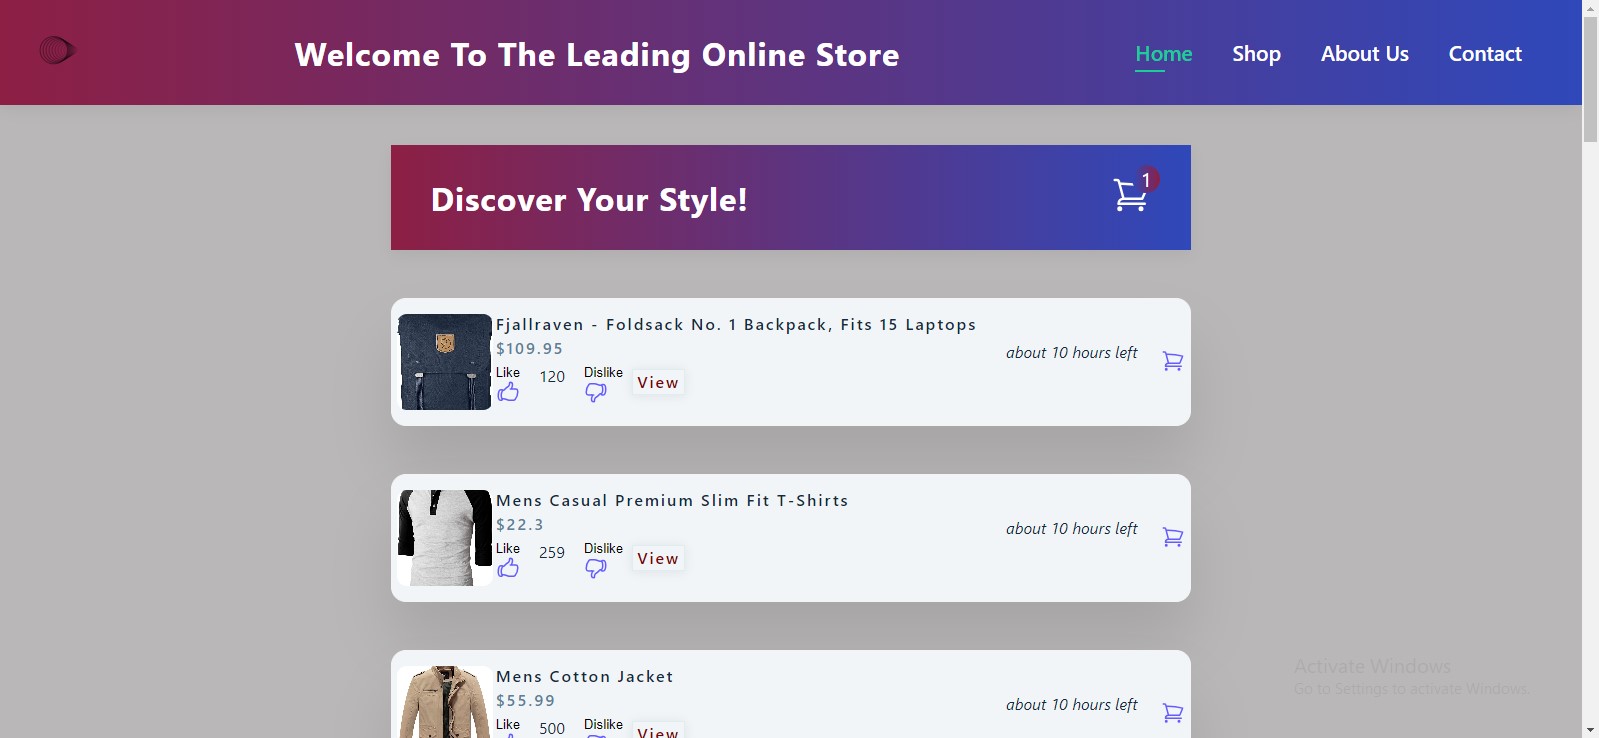 Welcome To The Leading Online Store
Home Shop About Us Contact
Discover Your Style!
1
Fjallraven - Foldsack No. 1 Backpack, Fits 15 Laptops
$109.95
Like 120 Dislike View
about 10 hours left
Mens Casual Premium Slim Fit T-Shirts
$22.3
Like 259 Dislike View
about 10 hours left
Mens Cotton Jacket
$55.99
Like 500 Dislike View
about 10 hours left
Activate Windows
Go to Settings to activate Windows.